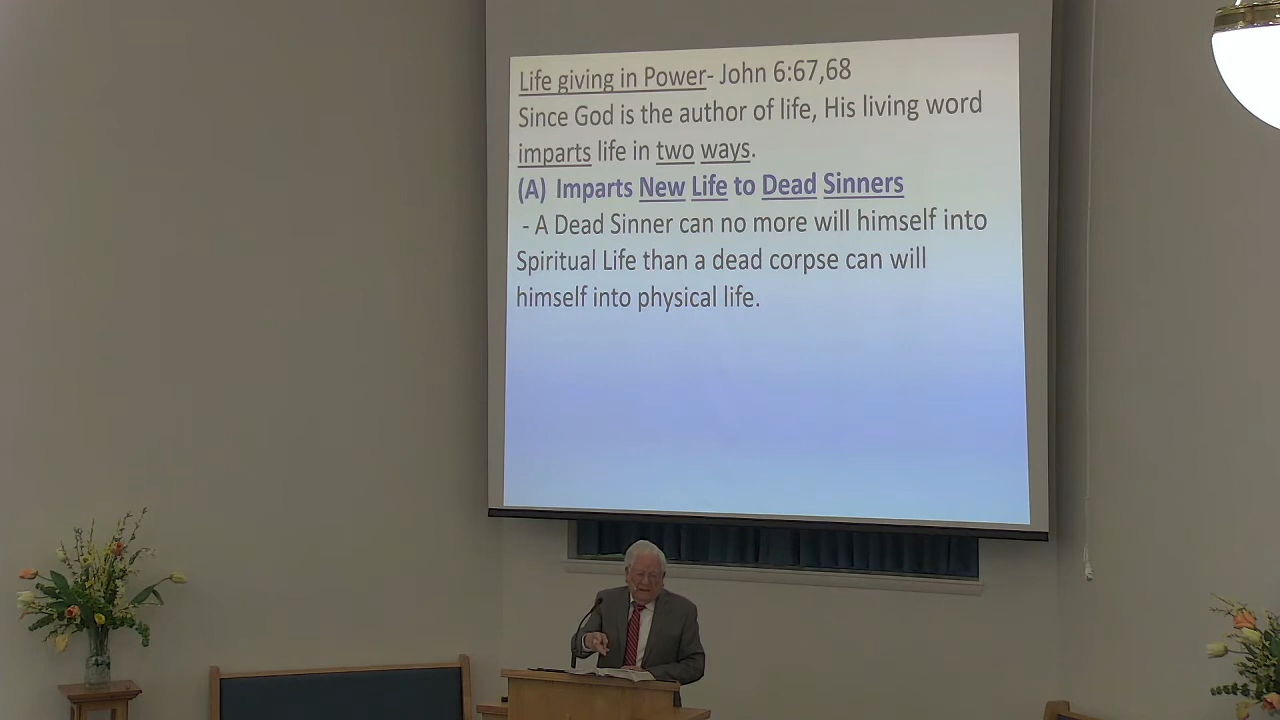 Life giving in Power- John 6:67,68
Since God is the author of life, His living word
imparts life in two ways.
(A) Imparts New Life to Dead Sinners
- A Dead Sinner can no more will himself into
Spiritual Life than a dead corpse can will
himself into physical life.